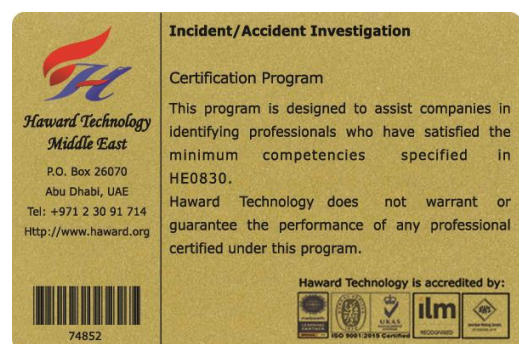 Haward Technology
Middle East
P.O. Box 26070
Abu Dhabi, UAE
Tel: +971 2 30 91 714
Http://www.haward.org
74852
Incident/Accident Investigation
Certification Program
This program is designed to assist companies in
identifying professionals who have satisfied the
minimum competencies specified in
HE0830.
Haward Technology does not warrant or
guarantee the performance of any professional
certified under this program.
Haward Technology is accredited by:
UKAS
ilm
RECOGNISED
AWS
ISO 9001:2015 Certified